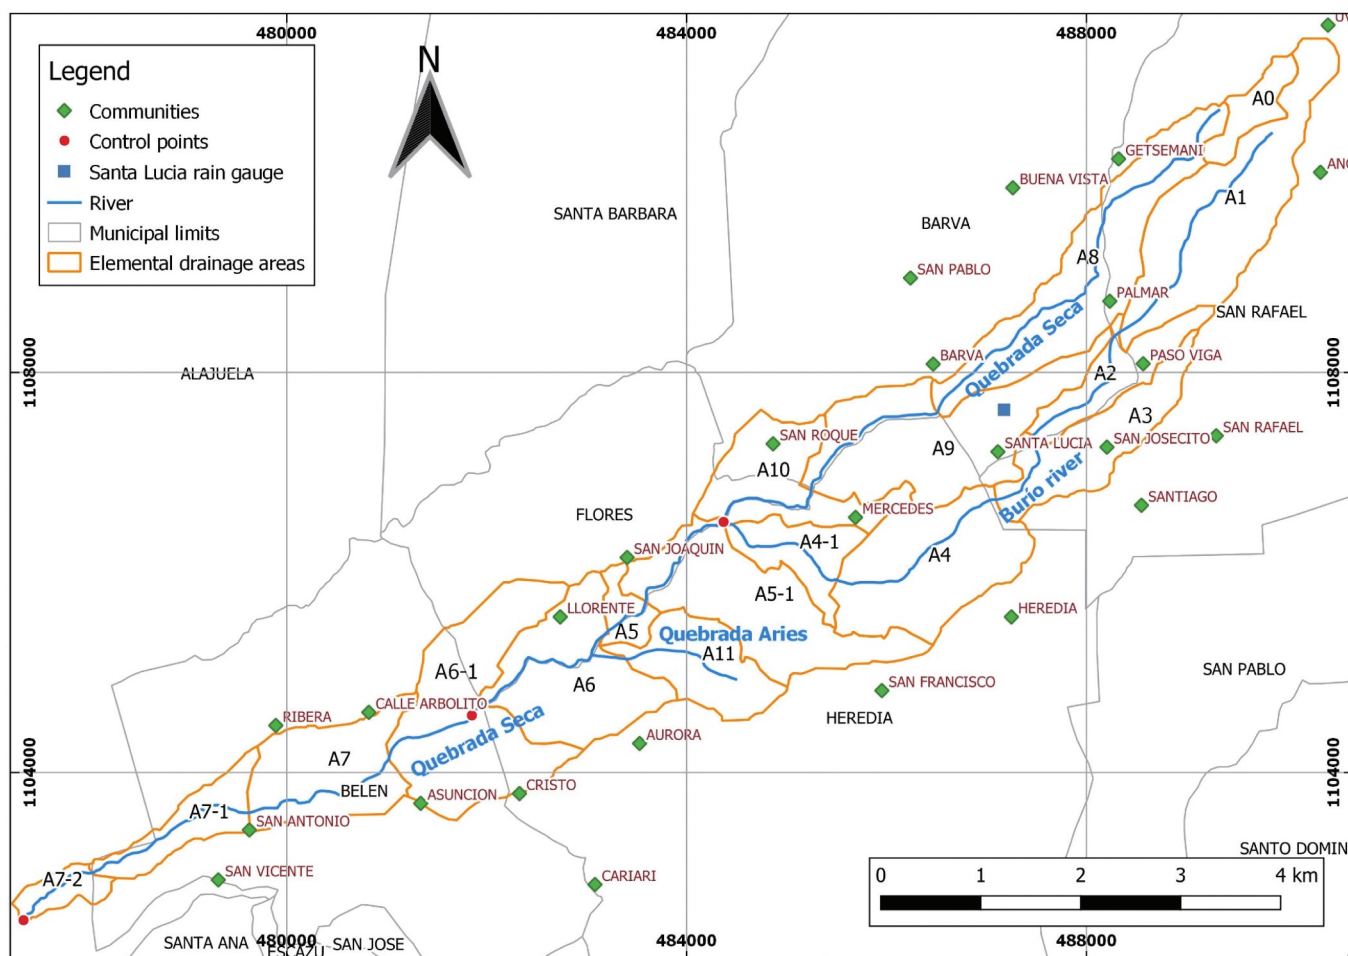 480000
484000
488000
N
Legend
Communities
Control points
Santa Lucia rain gauge
River
Municipal limits
Elemental drainage areas
A0
GETSEMANI
BUENA VISTA
A1
SANTA BARBARA
BARVA
A8
SAN PABLO
PALMAR
SAN RAFAEL
Quebrada Seca
BARVA
PASO VIGA
1108000
1108000
ALAJUELA
A2
A3
SAN RAFAEL
SAN ROQUE
A9
SANTA LUCIA
SAN JOSECITO
A10
Burío river
SANTIAGO
FLORES
MERCEDES
A4-1
A4
SAN JOAQUIN
A5-1
LLORENTE
HEREDIA
A5
Quebrada Aries
A11
A6-1
A6
SAN PABLO
SAN FRANCISCO
CALLE ARBOLITO
RIBERA
HEREDIA
Quebrada Seca
AURORA
A7
1104000
1104000
BELEN
CRISTO
ASUNCION
A7-1
SAN ANTONIO
SANTO DOMIN
A7-2
SAN VICENTE
CARIARI
0 1 2 3 4 km
SANTA ANA
480000
ESCAZU
SAN JOSE
484000
488000